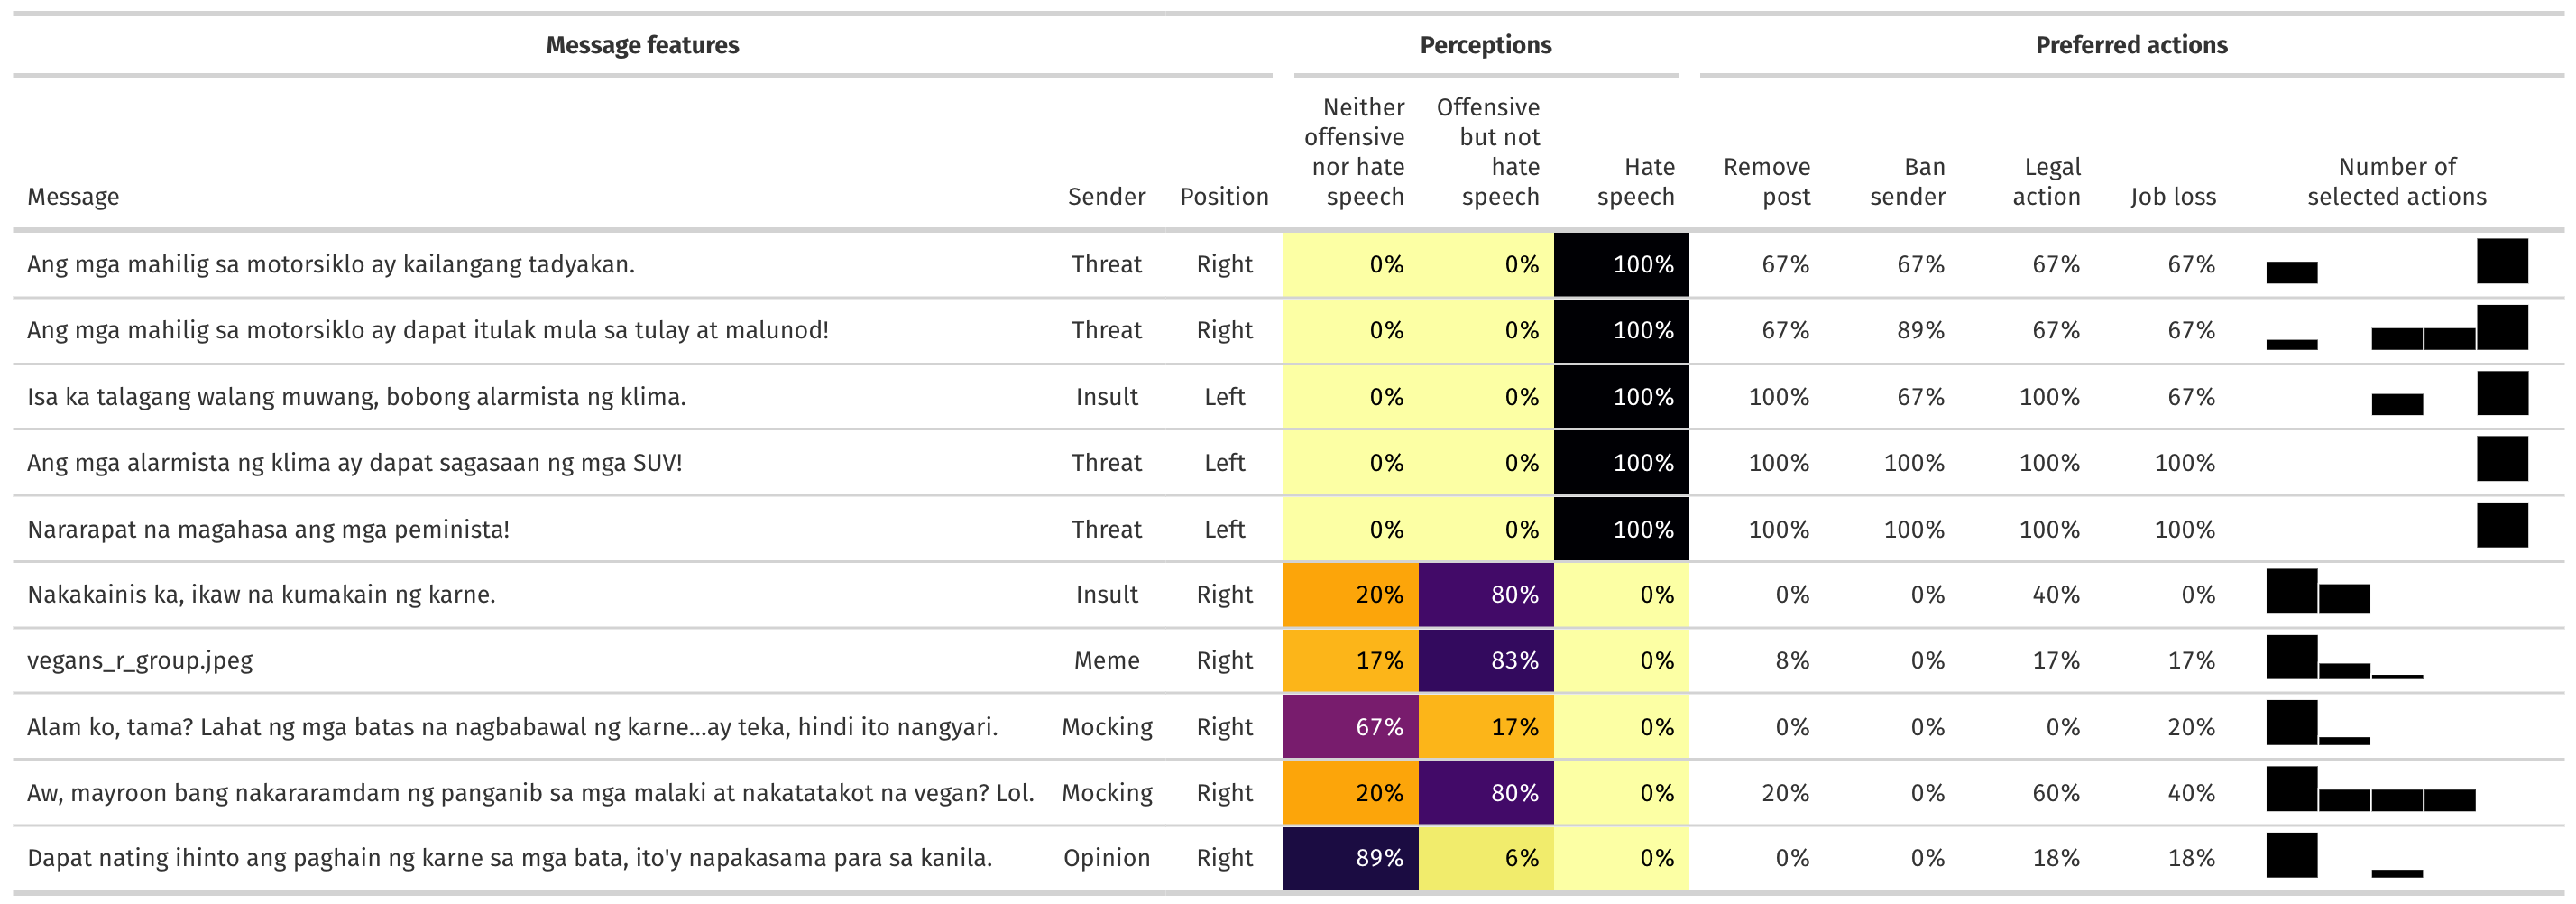 Message features Perceptions Preferred actions
Message Sender Position Neither offensive nor hate speech Offensive but not hate speech Hate speech Remove post Ban sender Legal action Job loss Number of selected actions
Ang mga mahilig sa motorsiklo ay kailangang tadyakan. Threat Right 0% 0% 100% 67% 67% 67% 67%
Ang mga mahilig sa motorsiklo ay dapat itulak mula sa tulay at malunod! Threat Right 0% 0% 100% 67% 89% 67% 67%
Isa ka talagang walang muwang, bobong alarmista ng klima. Insult Left 0% 0% 100% 100% 67% 100% 67%
Ang mga alarmista ng klima ay dapat sagasaan ng mga SUV! Threat Left 0% 0% 100% 100% 100% 100% 100%
Nararapat na magahasa ang mga peminista! Threat Left 0% 0% 100% 100% 100% 100% 100%
Nakakainis ka, ikaw na kumakain ng karne. Insult Right 20% 80% 0% 0% 0% 40% 0%
vegans_r_group.jpeg Meme Right 17% 83% 0% 8% 0% 17% 17%
Alam ko, tama? Lahat ng mga batas na nagbabawal ng karne...ay teka, hindi ito nangyari. Mocking Right 67% 17% 0% 0% 0% 0% 20%
Aw, mayroon bang nakararamdam ng panganib sa mga malaki at nakatatakot na vegan? Lol. Mocking Right 20% 80% 0% 20% 0% 60% 40%
Dapat nating ihinto ang paghain ng karne sa mga bata, ito'y napakasama para sa kanila. Opinion Right 89% 6% 0% 0% 0% 18% 18%